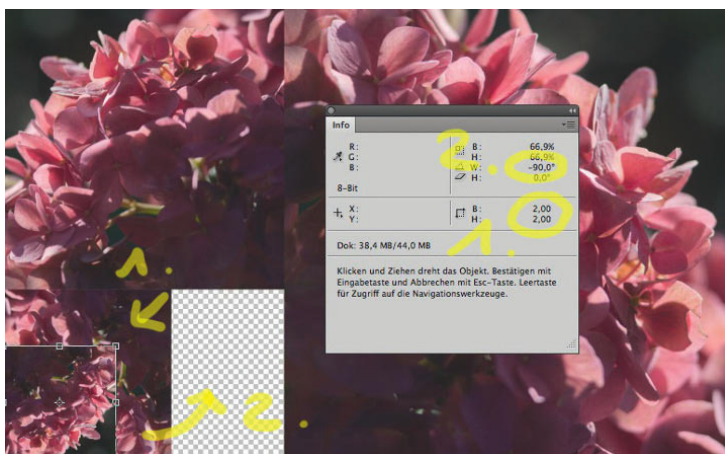 Info
R:
G:
B:
8-Bit
B: 66,9%
H: 66,9%
W: -90,0°
H: 0,0°
2.
X:
Y:
B: 2,00
H: 2,00
1.
Dok: 38,4 MB/44,0 MB
Klicken und Ziehen dreht das Objekt. Bestätigen mit
Eingabetaste und Abbrechen mit Esc-Taste. Leertaste
für Zugriff auf die Navigationswerkzeuge.
1.
2.